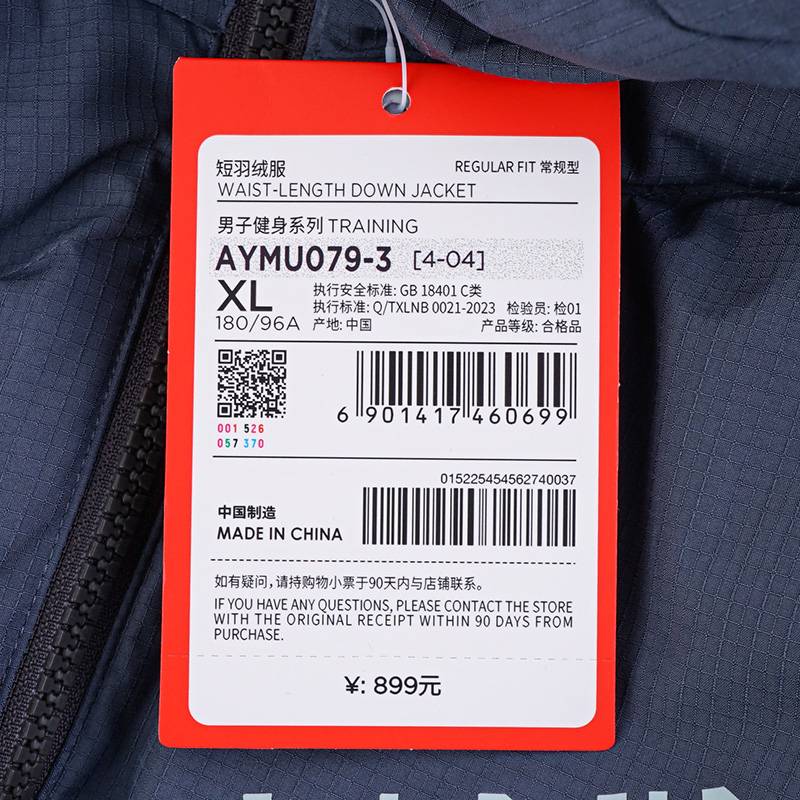 短羽绒服 REGULAR FIT 常规型
WAIST-LENGTH DOWN JACKET
男子健身系列 TRAINING
AYMU079-3 [4-04]
XL 执行安全标准: GB 18401 C类
执行标准: Q/TXLNB 0021-2023 检验员: 检01
180/96A 产地: 中国 产品等级: 合格品
001 526
057 370
6 901417 460699
015225454562740037
中国制造
MADE IN CHINA
如有疑问,请持购物小票于90天内与店铺联系。
IF YOU HAVE ANY QUESTIONS, PLEASE CONTACT THE STORE
WITH THE ORIGINAL RECEIPT WITHIN 90 DAYS FROM
PURCHASE.
¥: 899元